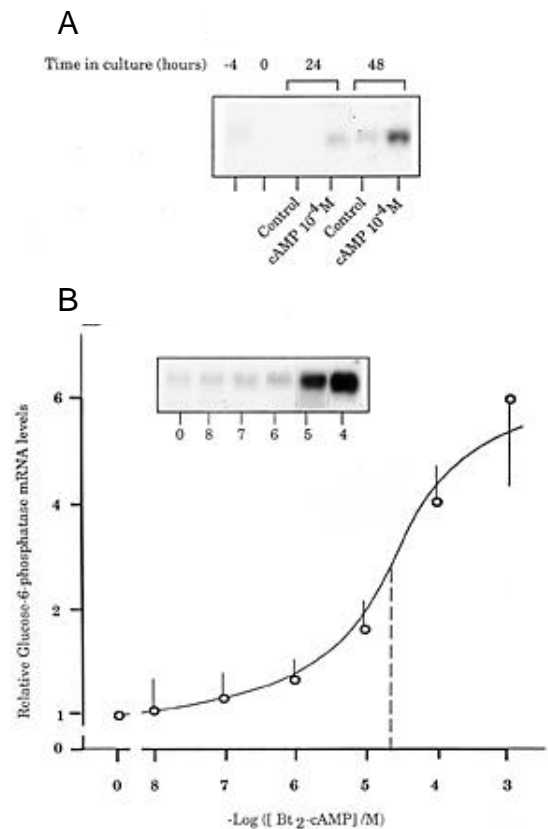 A
Time in culture (hours) -4 0 24 48
Control
cAMP 10-4M
Control
cAMP 10-4M
B
Relative Glucose-6-phosphatase mRNA levels
6
4
2
1
0
0 8 7 6 5 4
0 8 7 6 5 4 3
-Log ([ Bt2-cAMP] /M)